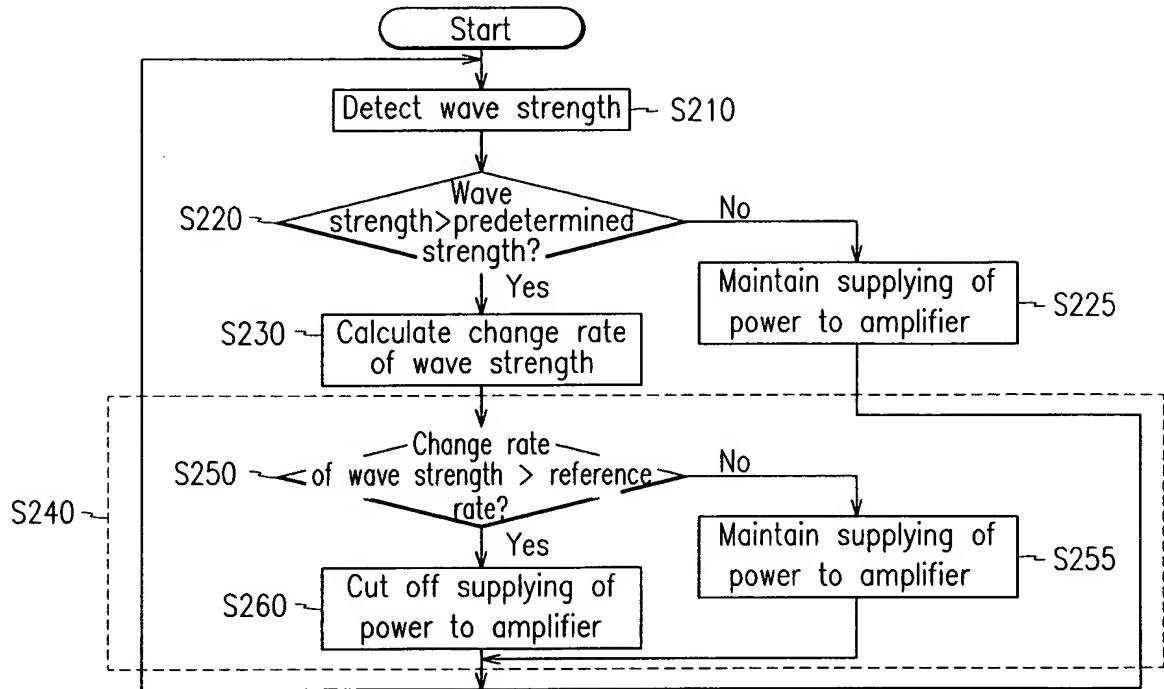 Start
Detect wave strength
S210
Wave
strength>predetermined
strength?
S220
No
Yes
Maintain supplying of
power to amplifier
S225
S230
Calculate change rate
of wave strength
Change rate
of wave strength > reference
rate?
S250
No
S240
Yes
Maintain supplying of
power to amplifier
S255
Cut off supplying of
power to amplifier
S260